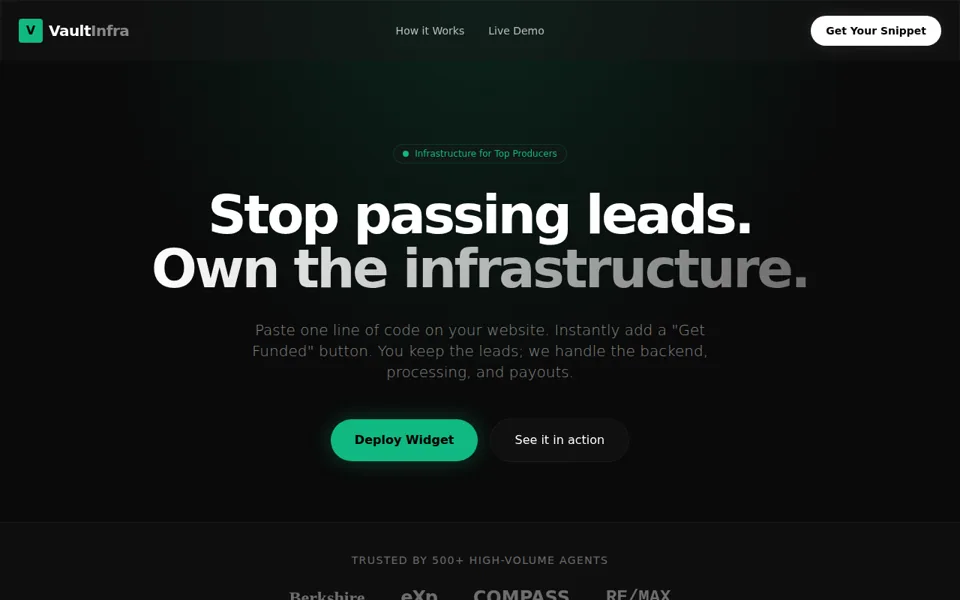 V VaultInfra
How it Works
Live Demo
Get Your Snippet
Infrastructure for Top Producers
Stop passing leads.
Own the infrastructure.
Paste one line of code on your website. Instantly add a "Get
Funded" button. You keep the leads; we handle the backend,
processing, and payouts.
Deploy Widget
See it in action
TRUSTED BY 500+ HIGH-VOLUME AGENTS
Berkshire
eXp
COMPASS
RE/MAX